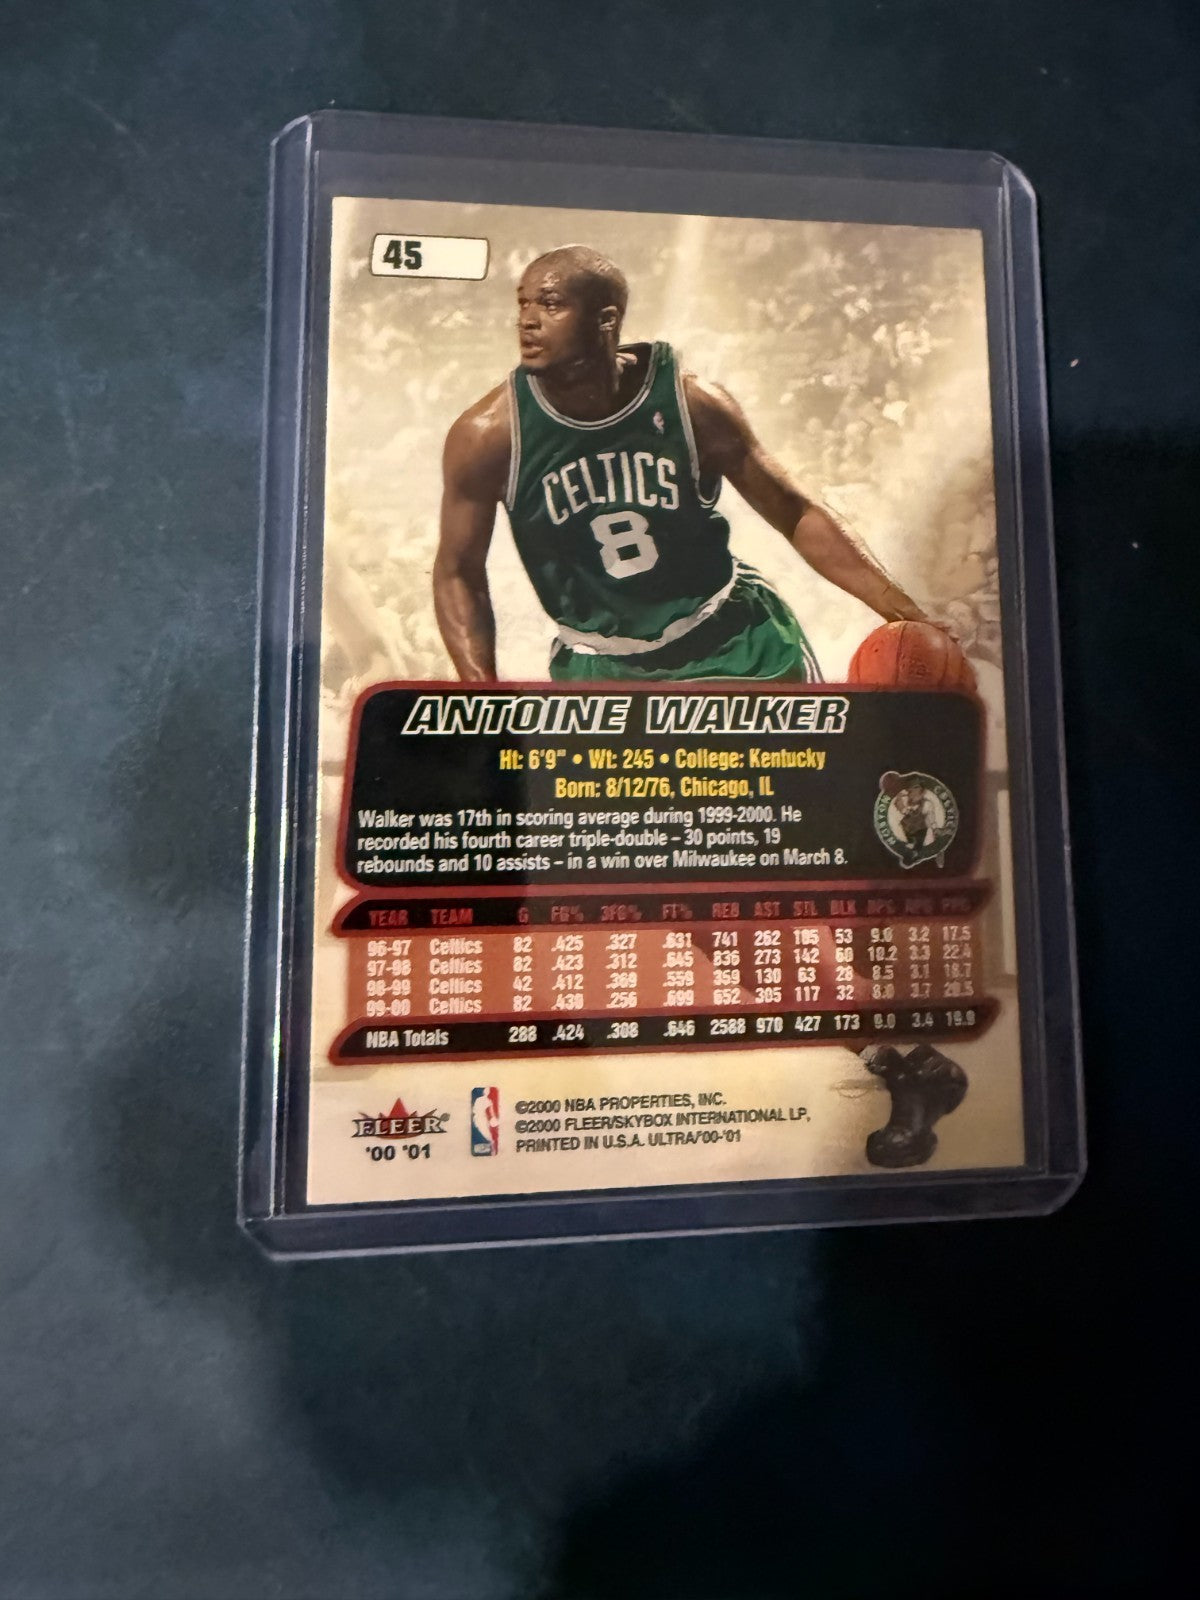 45
CELTICS
8
ANTOINE WALKER
Ht: 6'9" • Wt: 245 • College: Kentucky
Born: 8/12/76, Chicago, IL
Walker was 17th in scoring average during 1999-2000. He
recorded his fourth career triple-double – 30 points, 19
rebounds and 10 assists – in a win over Milwaukee on March 8.
BOSTON CELTICS
YEAR TEAM G FG% 3FG% FT% REB AST STL BLK RPG APG PPG
96-97 Celtics 82 .425 .327 .631 741 262 105 53 9.0 3.2 17.5
97-98 Celtics 82 .423 .312 .645 836 273 142 60 10.2 3.3 22.4
98-99 Celtics 42 .412 .369 .559 359 130 63 28 8.5 3.1 18.7
99-00 Celtics 82 .430 .256 .699 652 305 117 32 8.0 3.7 20.5
NBA Totals 288 .424 .308 .646 2588 970 427 173 9.0 3.4 19.9
FLEER®
'00 '01
©2000 NBA PROPERTIES, INC.
©2000 FLEER/SKYBOX INTERNATIONAL LP,
PRINTED IN U.S.A. ULTRA/'00-'01